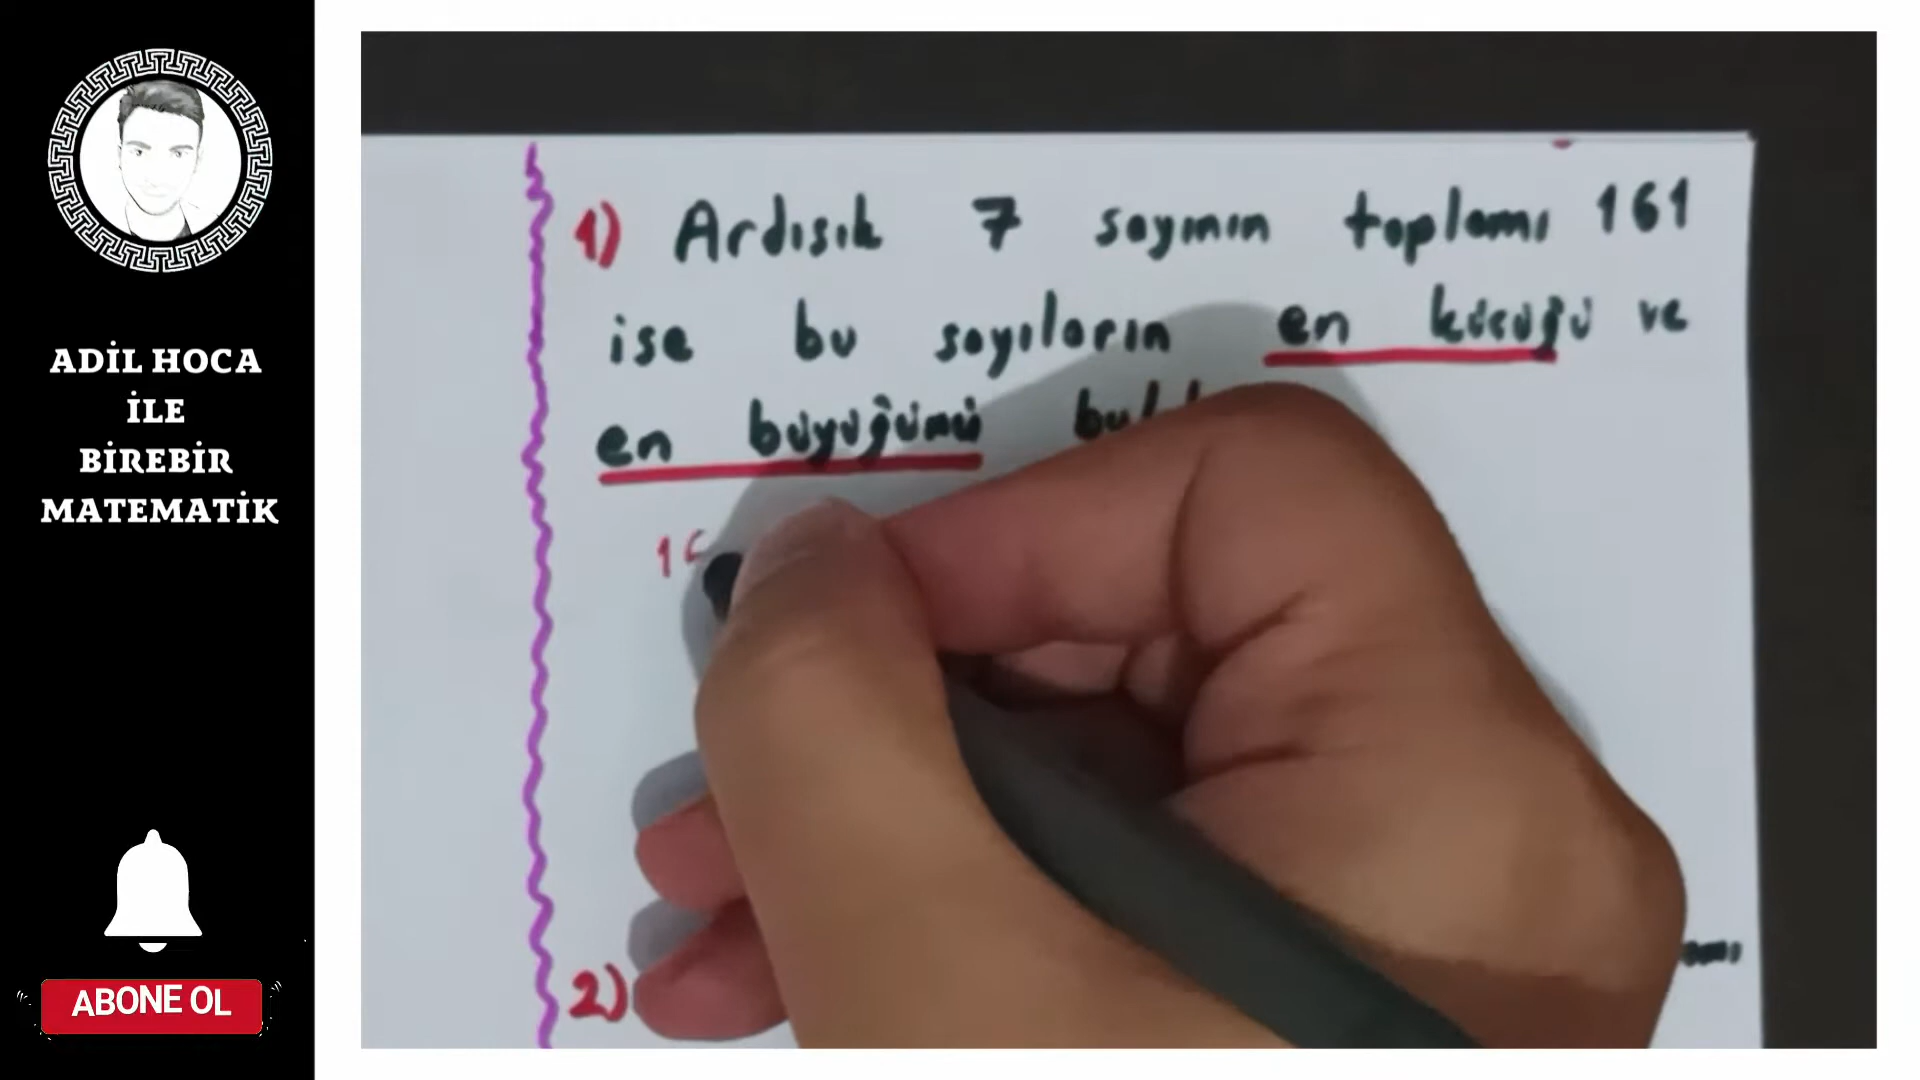 ADİL HOCA
İLE
BİREBİR
MATEMATİK
ABONE OL
1) Ardışık 7 sayının toplamı 161
ise bu sayıların en küçüğü ve
en büyüğünü
2)